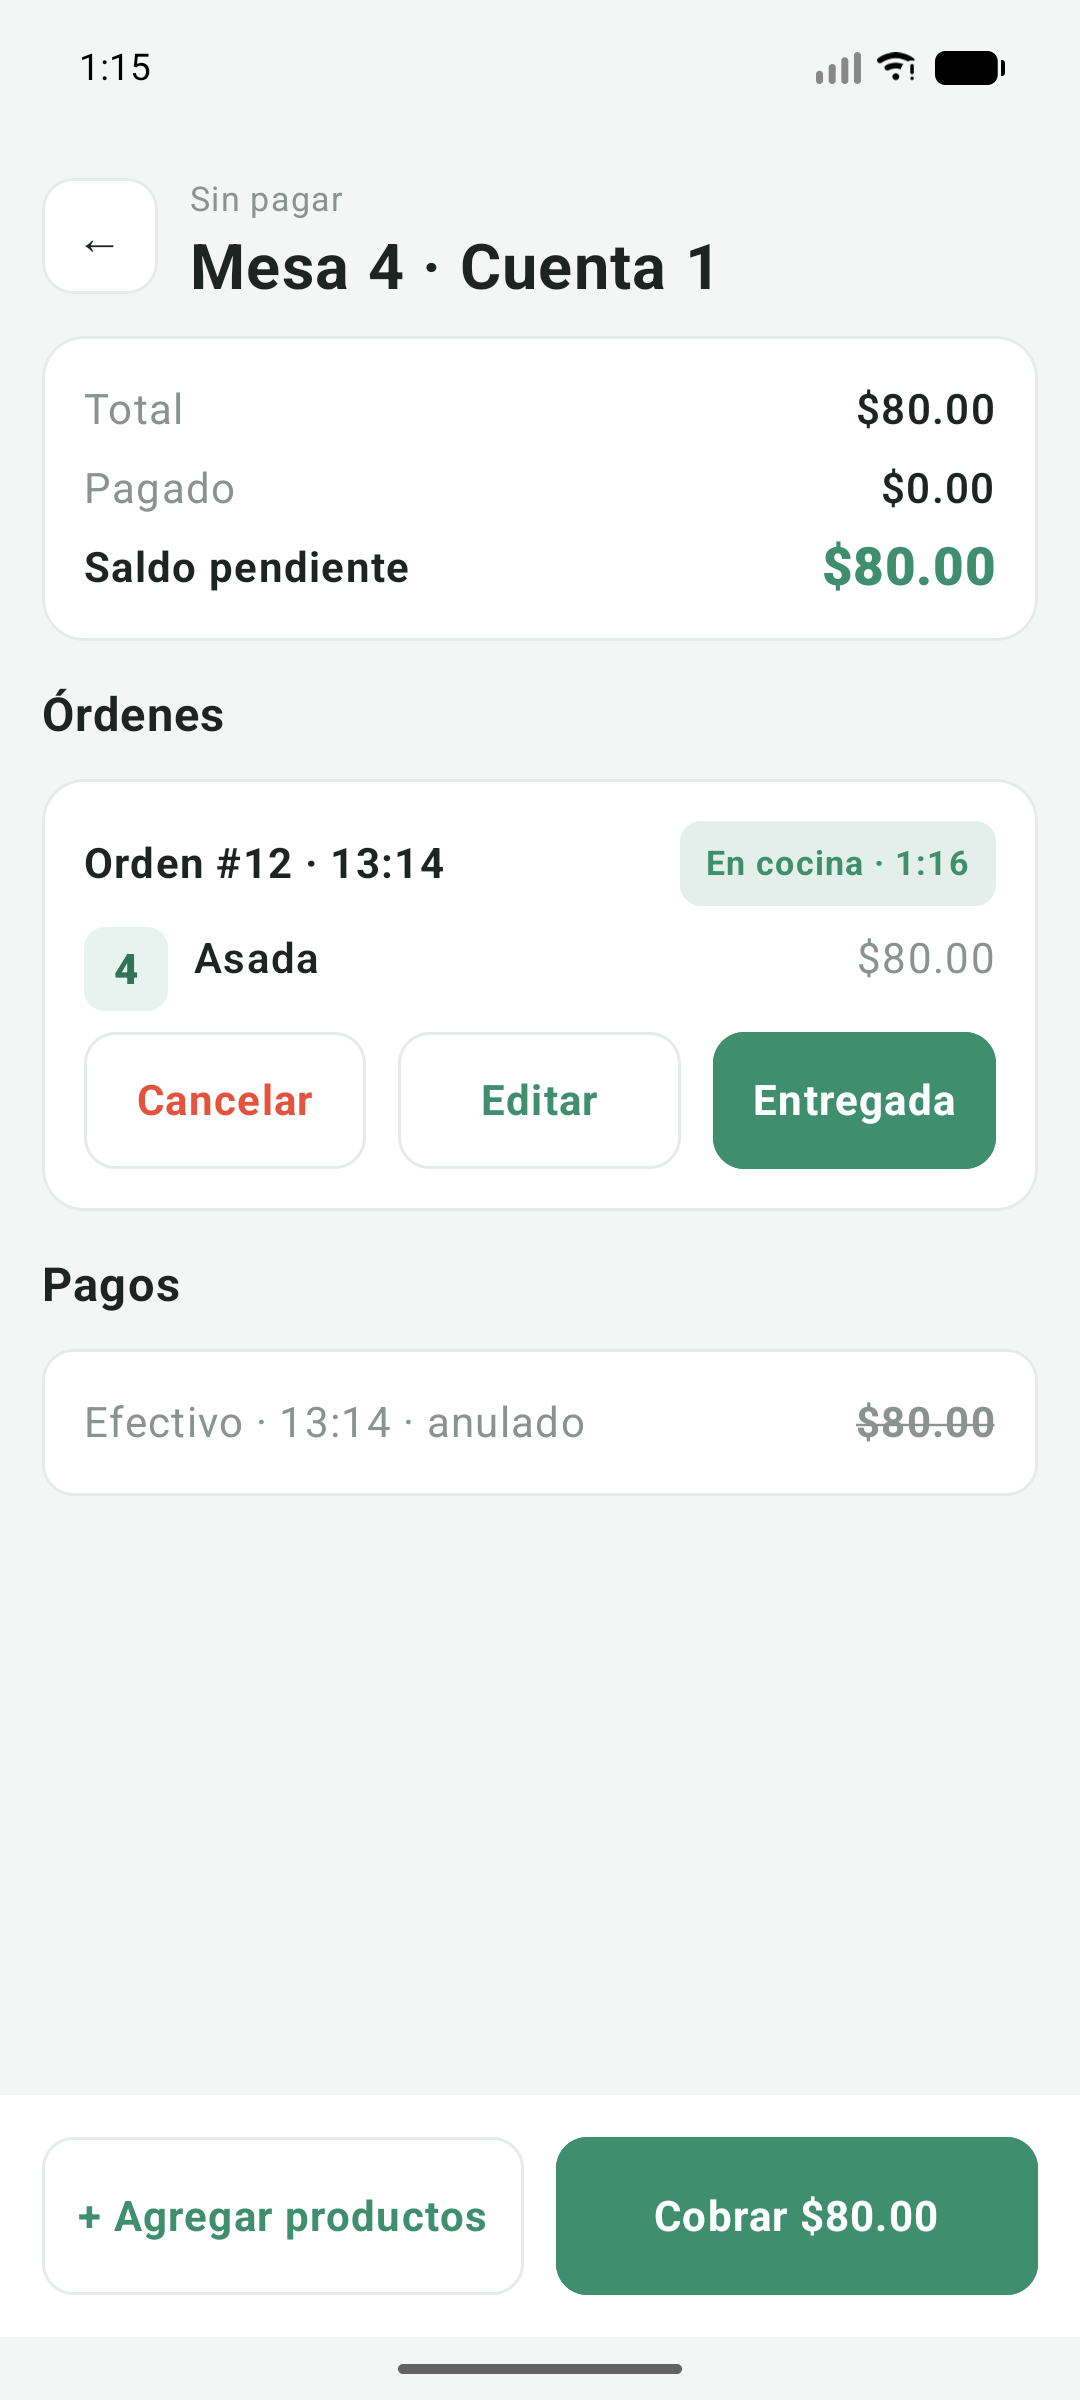 1:15
←
Sin pagar
Mesa 4 · Cuenta 1
Total $80.00
Pagado $0.00
Saldo pendiente $80.00
Órdenes
Orden #12 · 13:14 En cocina · 1:16
4 Asada $80.00
Cancelar Editar Entregada
Pagos
Efectivo · 13:14 · anulado $80.00
+ Agregar productos Cobrar $80.00